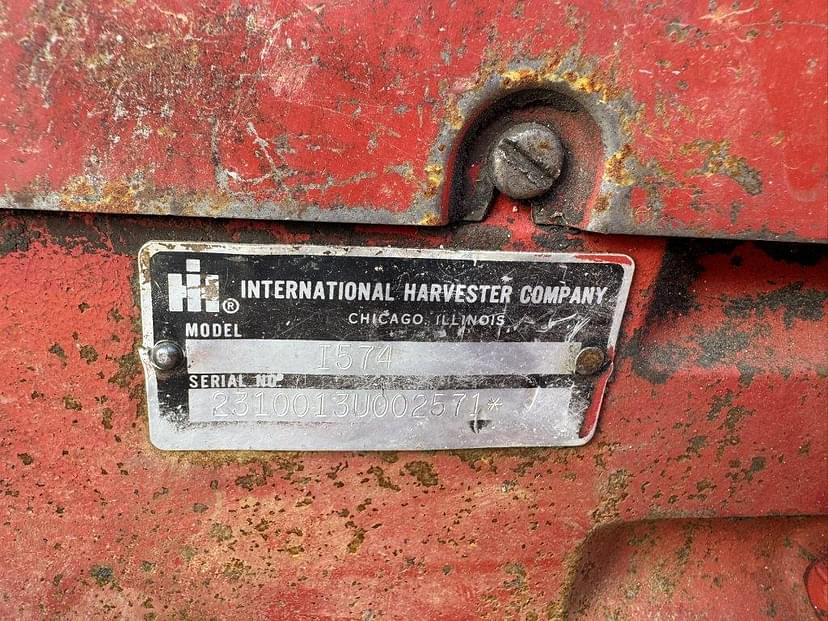 IH® INTERNATIONAL HARVESTER COMPANY
CHICAGO, ILLINOIS
MODEL
I574
SERIAL NO.
2310013U002571*